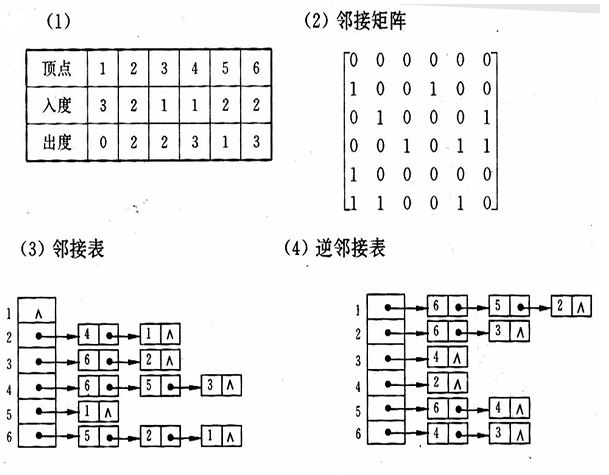 (1)
顶点 1 2 3 4 5 6
入度 3 2 1 1 2 2
出度 0 2 2 3 1 3
(2) 邻接矩阵
0 0 0 0 0 0
1 0 0 1 0 0
0 1 0 0 0 1
0 0 1 0 1 1
1 0 0 0 0 0
1 1 0 0 1 0
(3) 邻接表
1 ∧
2 4 1 ∧
3 6 2 ∧
4 6 5 3 ∧
5 1 ∧
6 5 2 1 ∧
(4) 逆邻接表
1 6 5 2 ∧
2 6 3 ∧
3 4 ∧
4 2 ∧
5 6 4 ∧
6 4 3 ∧